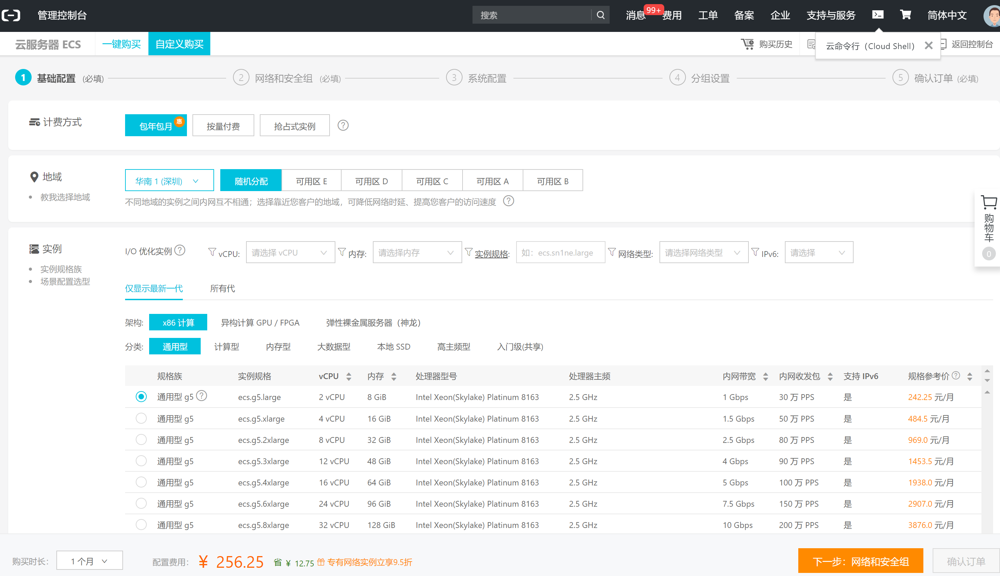 管理控制台 搜索 消息 99+ 费用 工单 备案 企业 支持与服务 简体中文
云服务器 ECS 一键购买 自定义购买 购买历史 返回控制台
云命令行（Cloud Shell）
1 基础配置 (必填) 2 网络和安全组 (必填) 3 系统配置 4 分组设置 5 确认订单 (必填)
计费方式 包年包月 惠 按量付费 抢占式实例 ?
地域 华南 1 (深圳) 随机分配 可用区 E 可用区 D 可用区 C 可用区 A 可用区 B
教我选择地域
不同地域的实例之间内网互不相通；选择靠近您客户的地域，可降低网络时延、提高您客户的访问速度 ?
购物车
0
实例 I/O 优化实例 ? vCPU: 请选择 vCPU 内存: 请选择内存 实例规格: 如：ecs.sn1ne.large 网络类型: 请选择网络类型 IPv6: 请选择
实例规格族
场景配置选型
仅显示最新一代 所有代
架构: x86 计算 异构计算 GPU / FPGA 弹性裸金属服务器（神龙）
分类: 通用型 计算型 内存型 大数据型 本地 SSD 高主频型 入门级(共享)
规格族 实例规格 vCPU 内存 处理器型号 处理器主频 内网带宽 内网收发包 支持 IPv6 规格参考价 ?
通用型 g5 ? ecs.g5.large 2 vCPU 8 GiB Intel Xeon(Skylake) Platinum 8163 2.5 GHz 1 Gbps 30 万 PPS 是 242.25 元/月
通用型 g5 ecs.g5.xlarge 4 vCPU 16 GiB Intel Xeon(Skylake) Platinum 8163 2.5 GHz 1.5 Gbps 50 万 PPS 是 484.5 元/月
通用型 g5 ecs.g5.2xlarge 8 vCPU 32 GiB Intel Xeon(Skylake) Platinum 8163 2.5 GHz 2.5 Gbps 80 万 PPS 是 969.0 元/月
通用型 g5 ecs.g5.3xlarge 12 vCPU 48 GiB Intel Xeon(Skylake) Platinum 8163 2.5 GHz 4 Gbps 90 万 PPS 是 1453.5 元/月
通用型 g5 ecs.g5.4xlarge 16 vCPU 64 GiB Intel Xeon(Skylake) Platinum 8163 2.5 GHz 5 Gbps 100 万 PPS 是 1938.0 元/月
通用型 g5 ecs.g5.6xlarge 24 vCPU 96 GiB Intel Xeon(Skylake) Platinum 8163 2.5 GHz 7.5 Gbps 150 万 PPS 是 2907.0 元/月
通用型 g5 ecs.g5.8xlarge 32 vCPU 128 GiB Intel Xeon(Skylake) Platinum 8163 2.5 GHz 10 Gbps 200 万 PPS 是 3876.0 元/月
购买时长: 1 个月 配置费用: ¥ 256.25 省 ¥ 12.75 专有网络实例立享9.5折 下一步：网络和安全组 确认订单